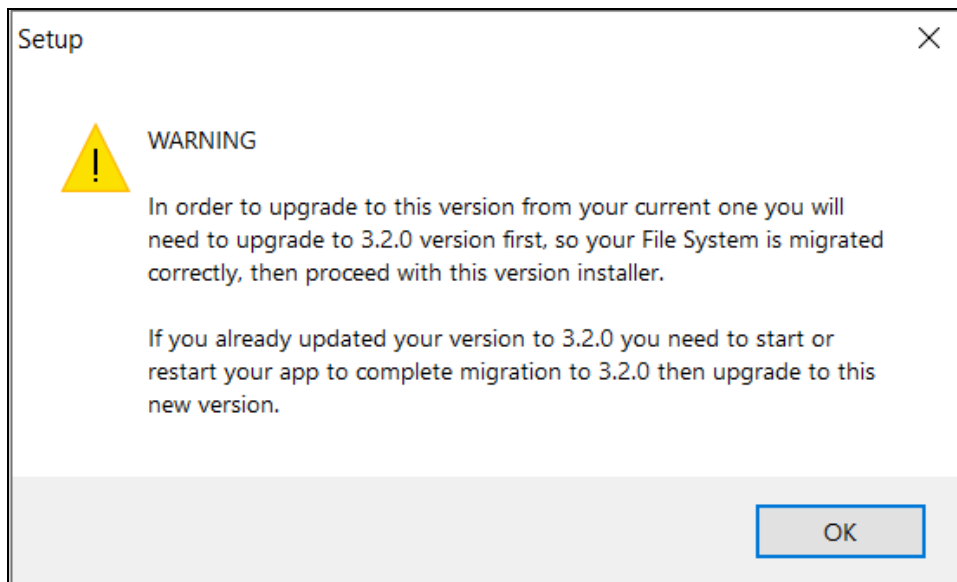 Setup
WARNING
In order to upgrade to this version from your current one you will
need to upgrade to 3.2.0 version first, so your File System is migrated
correctly, then proceed with this version installer.
If you already updated your version to 3.2.0 you need to start or
restart your app to complete migration to 3.2.0 then upgrade to this
new version.
OK